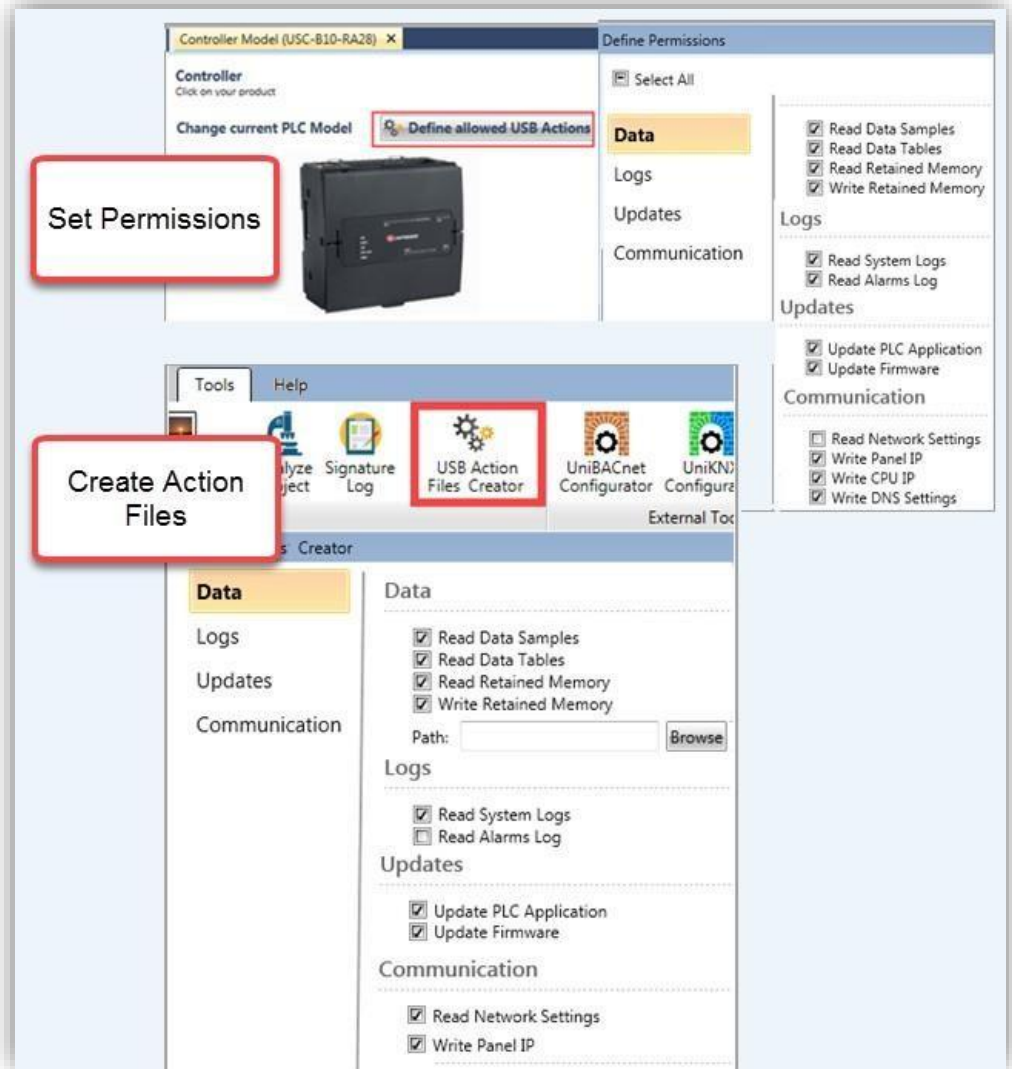 Controller Model (USC-B10-RA28) X
Controller
Click on your product
Change current PLC Model
Define allowed USB Actions
Set Permissions
Define Permissions
Select All
Data
Logs
Updates
Communication
Read Data Samples
Read Data Tables
Read Retained Memory
Write Retained Memory
Logs
Read System Logs
Read Alarms Log
Updates
Update PLC Application
Update Firmware
Communication
Read Network Settings
Write Panel IP
Write CPU IP
Write DNS Settings
Tools Help
Signature
Log
USB Action
Files Creator
UniBACnet
Configurator
External
Create Action
Files
Creator
Data
Logs
Updates
Communication
Data
Read Data Samples
Read Data Tables
Read Retained Memory
Write Retained Memory
Path:
Browse
Logs
Read System Logs
Read Alarms Log
Updates
Update PLC Application
Update Firmware
Communication
Read Network Settings
Write Panel IP